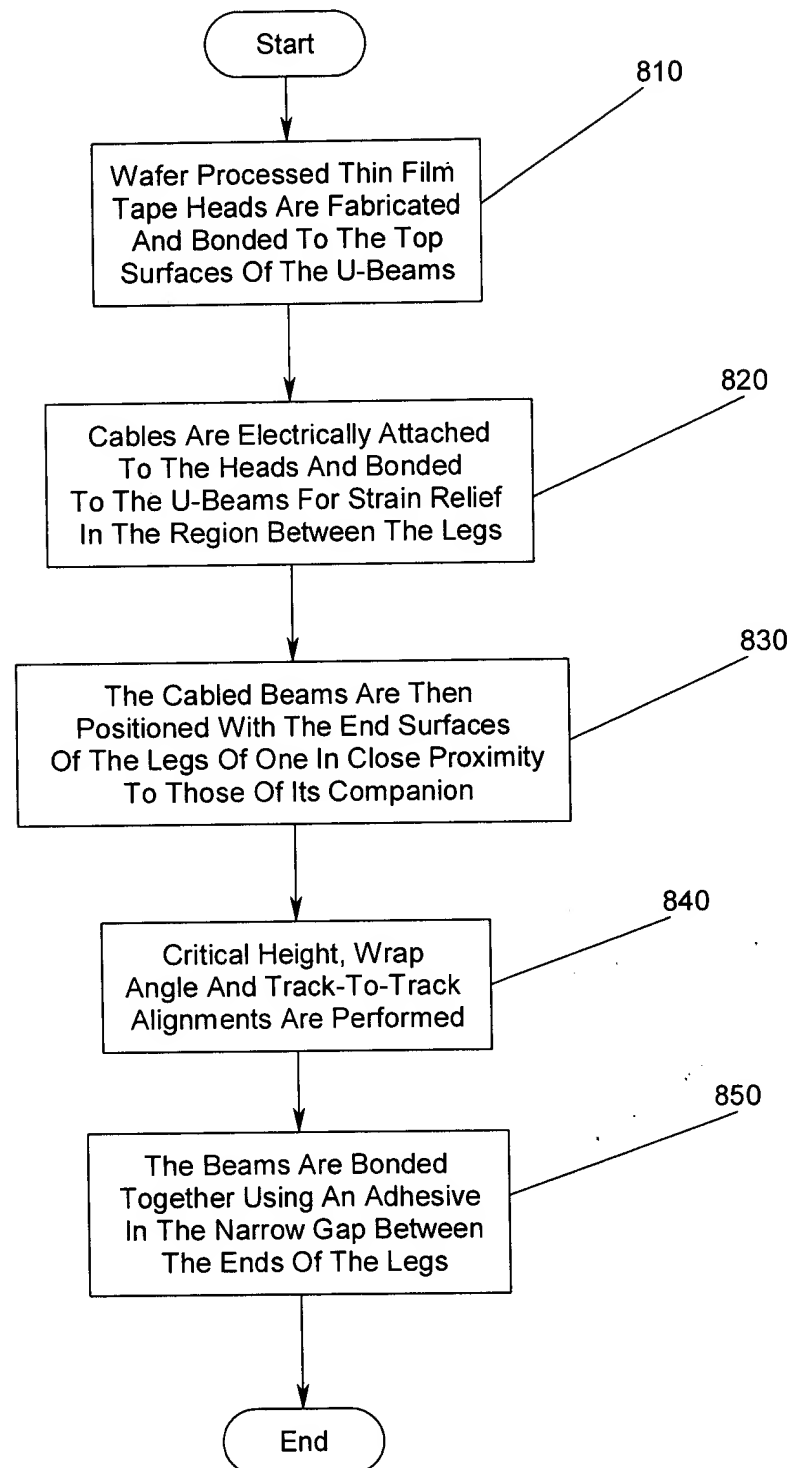 Start
810
Wafer Processed Thin Film
Tape Heads Are Fabricated
And Bonded To The Top
Surfaces Of The U-Beams
820
Cables Are Electrically Attached
To The Heads And Bonded
To The U-Beams For Strain Relief
In The Region Between The Legs
830
The Cabled Beams Are Then
Positioned With The End Surfaces
Of The Legs Of One In Close Proximity
To Those Of Its Companion
840
Critical Height, Wrap
Angle And Track-To-Track
Alignments Are Performed
850
The Beams Are Bonded
Together Using An Adhesive
In The Narrow Gap Between
The Ends Of The Legs
End